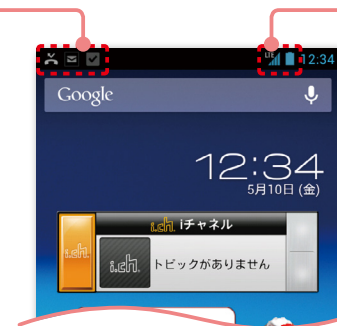 LTE 12:34
Google
12:34
5月10日 (金)
i.ch. iチャネル
i.ch.
i.ch. トピックがありません